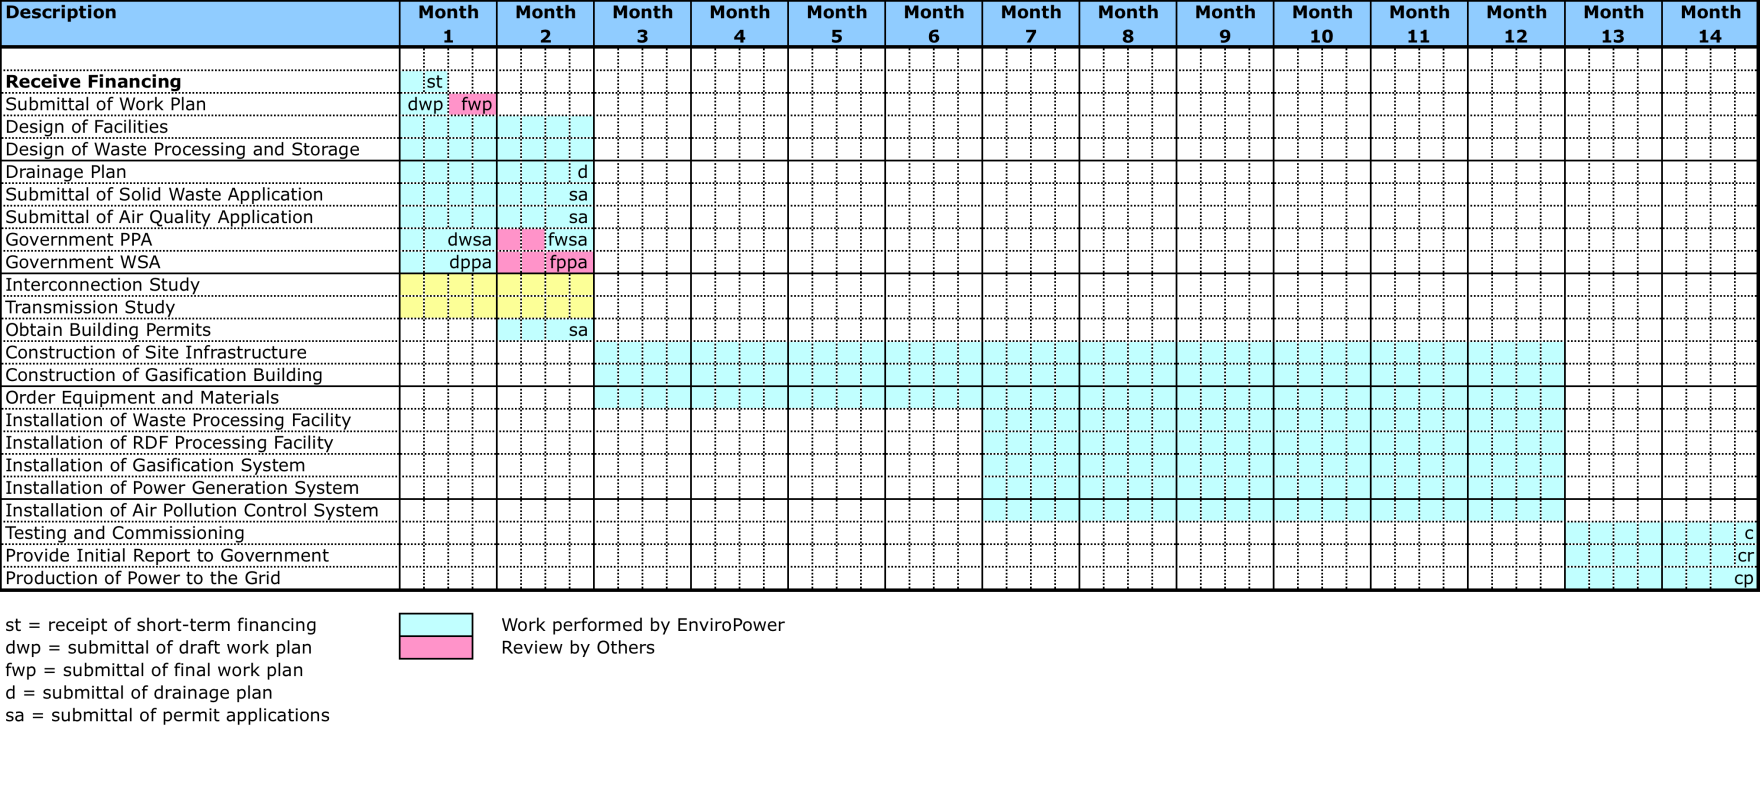 Description Month Month Month Month Month Month Month Month Month Month Month Month Month Month
1 2 3 4 5 6 7 8 9 10 11 12 13 14
Receive Financing st
Submittal of Work Plan dwp fwp
Design of Facilities
Design of Waste Processing and Storage
Drainage Plan d
Submittal of Solid Waste Application sa
Submittal of Air Quality Application sa
Government PPA dwsa fwsa
Government WSA dppa fppa
Interconnection Study
Transmission Study
Obtain Building Permits sa
Construction of Site Infrastructure
Construction of Gasification Building
Order Equipment and Materials
Installation of Waste Processing Facility
Installation of RDF Processing Facility
Installation of Gasification System
Installation of Power Generation System
Installation of Air Pollution Control System
Testing and Commissioning c
Provide Initial Report to Government cr
Production of Power to the Grid cp
st = receipt of short-term financing Work performed by EnviroPower
dwp = submittal of draft work plan Review by Others
fwp = submittal of final work plan
d = submittal of drainage plan
sa = submittal of permit applications